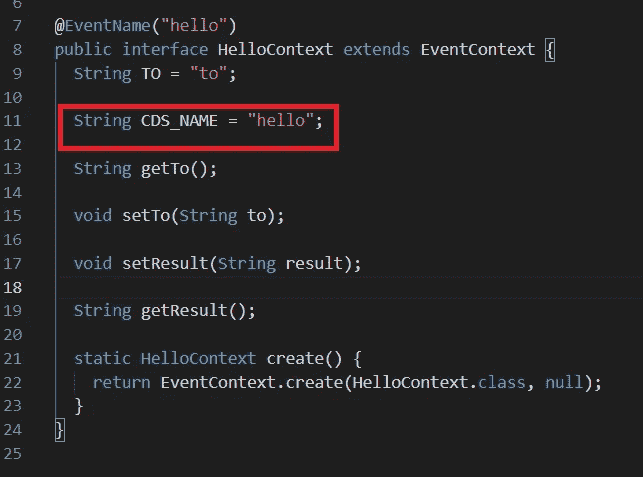 6
7 @EventName("hello")
8 public interface HelloContext extends EventContext {
9 String TO = "to";
10
11 String CDS_NAME = "hello";
12
13 String getTo();
14
15 void setTo(String to);
16
17 void setResult(String result);
18
19 String getResult();
20
21 static HelloContext create() {
22 return EventContext.create(HelloContext.class, null);
23 }
24 }
25